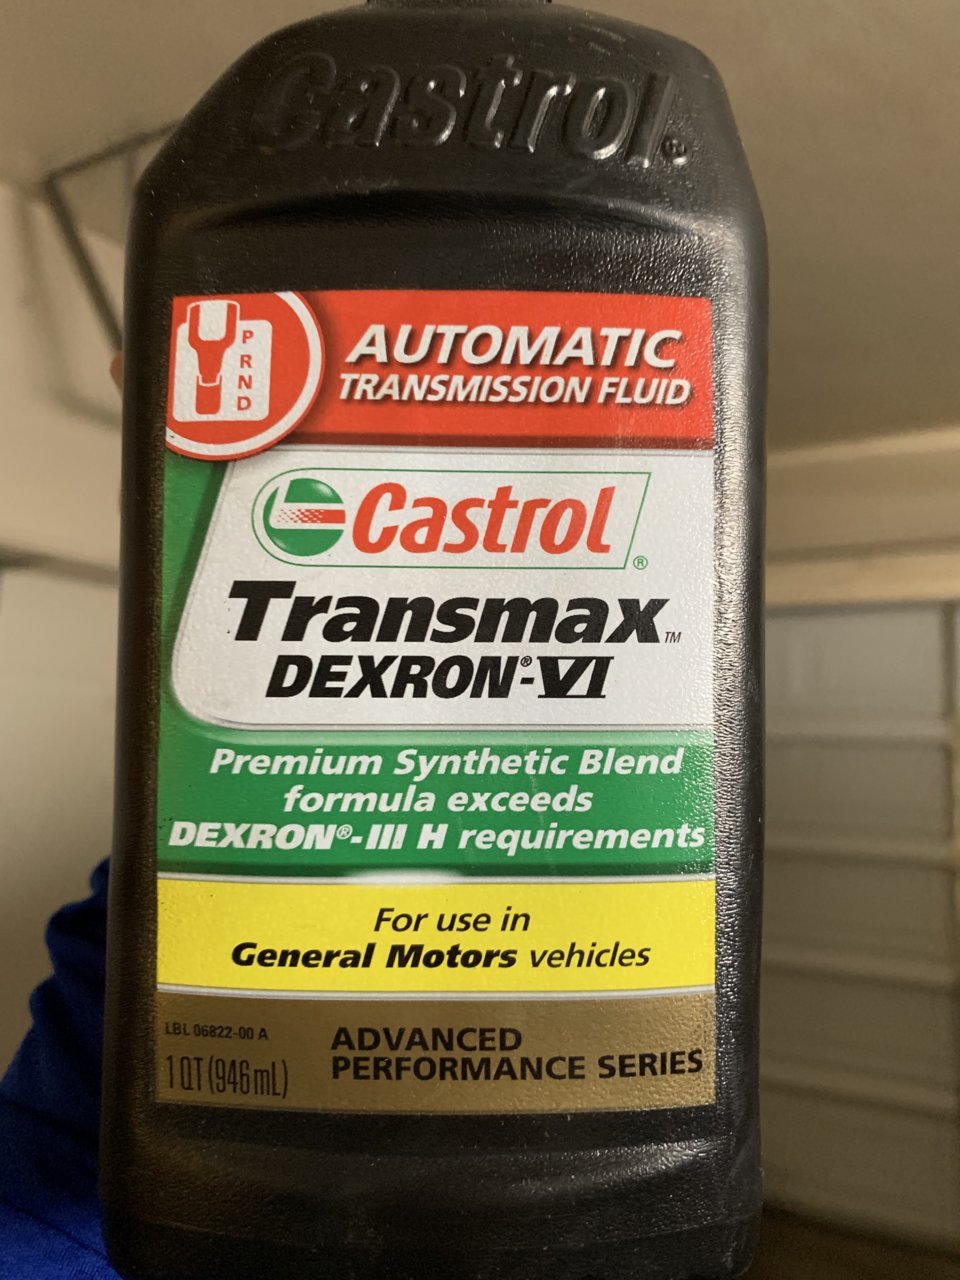 Castrol®
P
R
N
D
AUTOMATIC
TRANSMISSION FLUID
Castrol®
Transmax™
DEXRON®-VI
Premium Synthetic Blend
formula exceeds
DEXRON®-III H requirements
For use in
General Motors vehicles
LBL 06822-00 A
1 QT (946 mL)
ADVANCED
PERFORMANCE SERIES